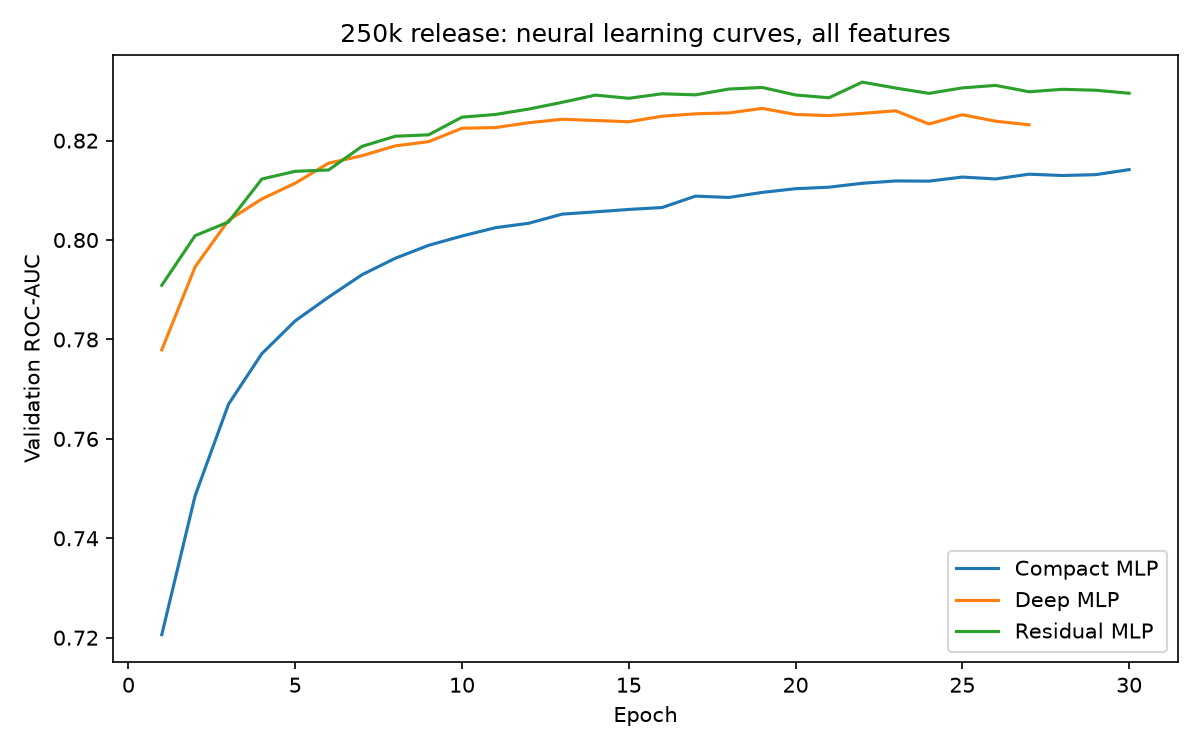 250k release: neural learning curves, all features
Validation ROC-AUC
0.82
0.80
0.78
0.76
0.74
0.72
0
5
10
15
20
25
30
Epoch
Compact MLP
Deep MLP
Residual MLP